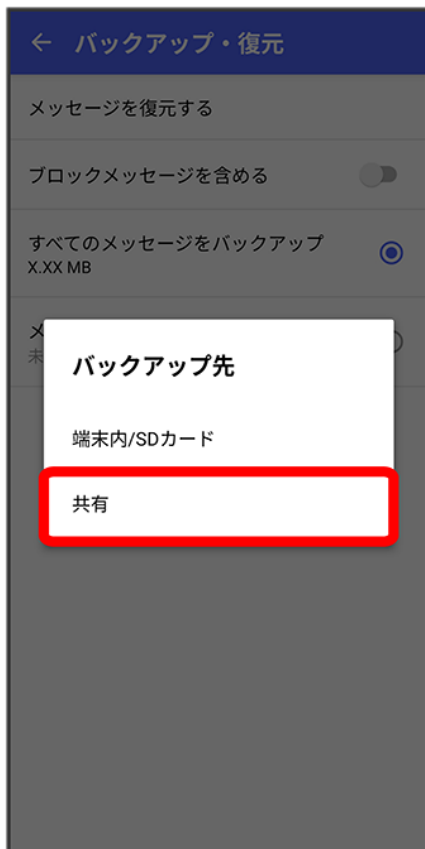 ← バックアップ・復元
メッセージを復元する
ブロックメッセージを含める
すべてのメッセージをバックアップ
X.XX MB
メ
未
バックアップ先
端末内/SDカード
共有